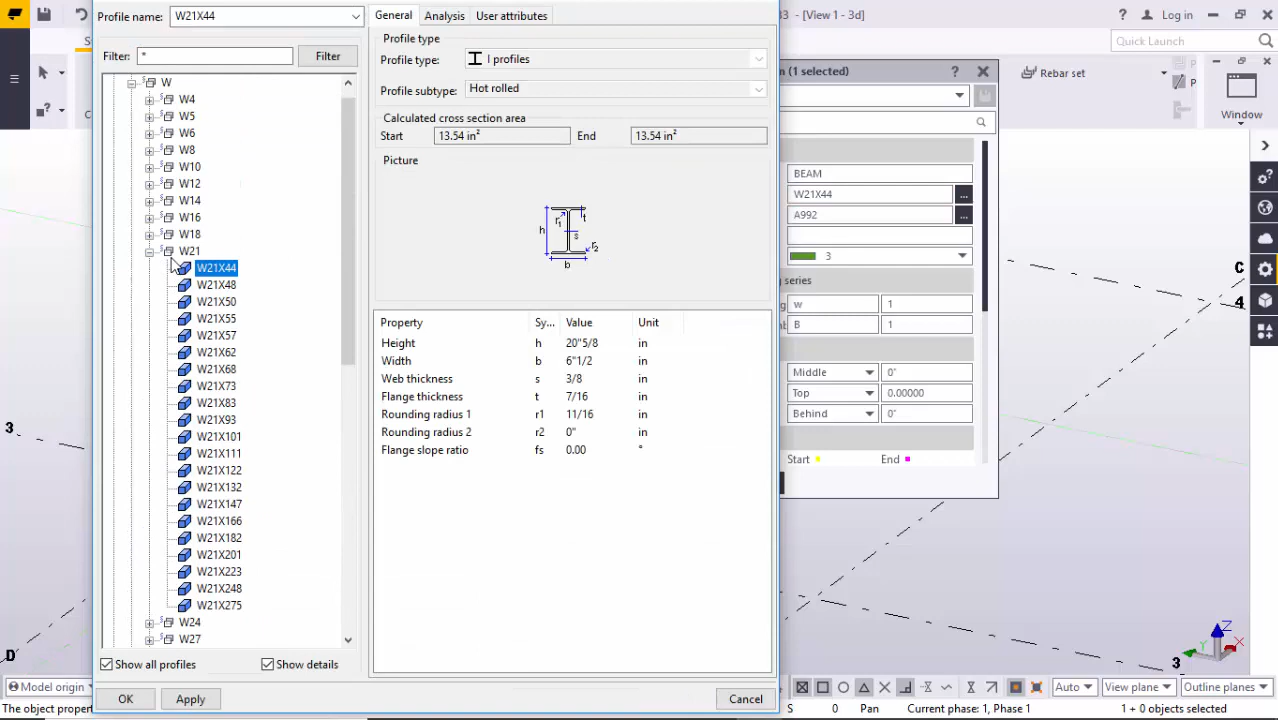 Profile name: W21X44
General Analysis User attributes
3 - [View 1 - 3d]
Log in
Quick Launch
Filter: * Filter
W
W4
W5
W6
W8
W10
W12
W14
W16
W18
W21
W21X44
W21X48
W21X50
W21X55
W21X57
W21X62
W21X68
W21X73
W21X83
W21X93
W21X101
W21X111
W21X122
W21X132
W21X147
W21X166
W21X182
W21X201
W21X223
W21X248
W21X275
W24
W27
Show all profiles Show details
OK Apply Cancel
Profile type
Profile type: I profiles
Profile subtype: Hot rolled
Calculated cross section area
Start 13.54 in² End 13.54 in²
Picture
h r1 t s r2 b
Property Sy... Value Unit
Height h 20"5/8 in
Width b 6"1/2 in
Web thickness s 3/8 in
Flange thickness t 7/16 in
Rounding radius 1 r1 11/16 in
Rounding radius 2 r2 0" in
Flange slope ratio fs 0.00 °
(1 selected) ?
BEAM
W21X44 ...
A992 ...
3
g series
w 1
B 1
Middle 0"
Top 0.00000
Behind 0"
Start End
Rebar set
Window
C
4
3
D
3
Z
Y
X
Model origin
Auto View plane Outline planes
The object proper
S 0 Pan Current phase: 1, Phase 1 1 + 0 objects selected